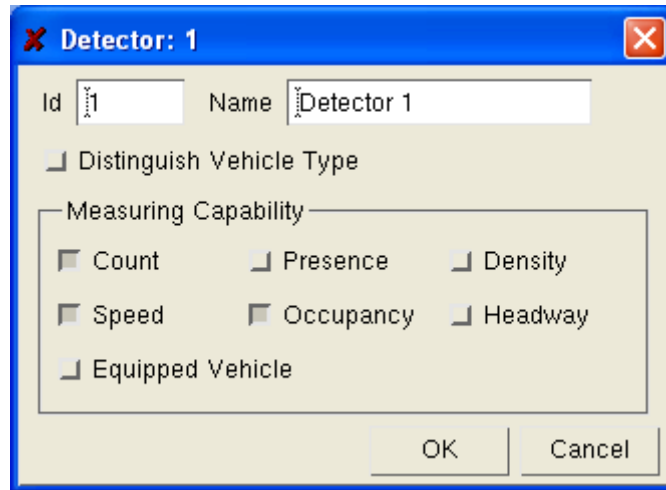 Detector: 1
Id 1 Name Detector 1
Distinguish Vehicle Type
Measuring Capability
Count Presence Density
Speed Occupancy Headway
Equipped Vehicle
OK Cancel